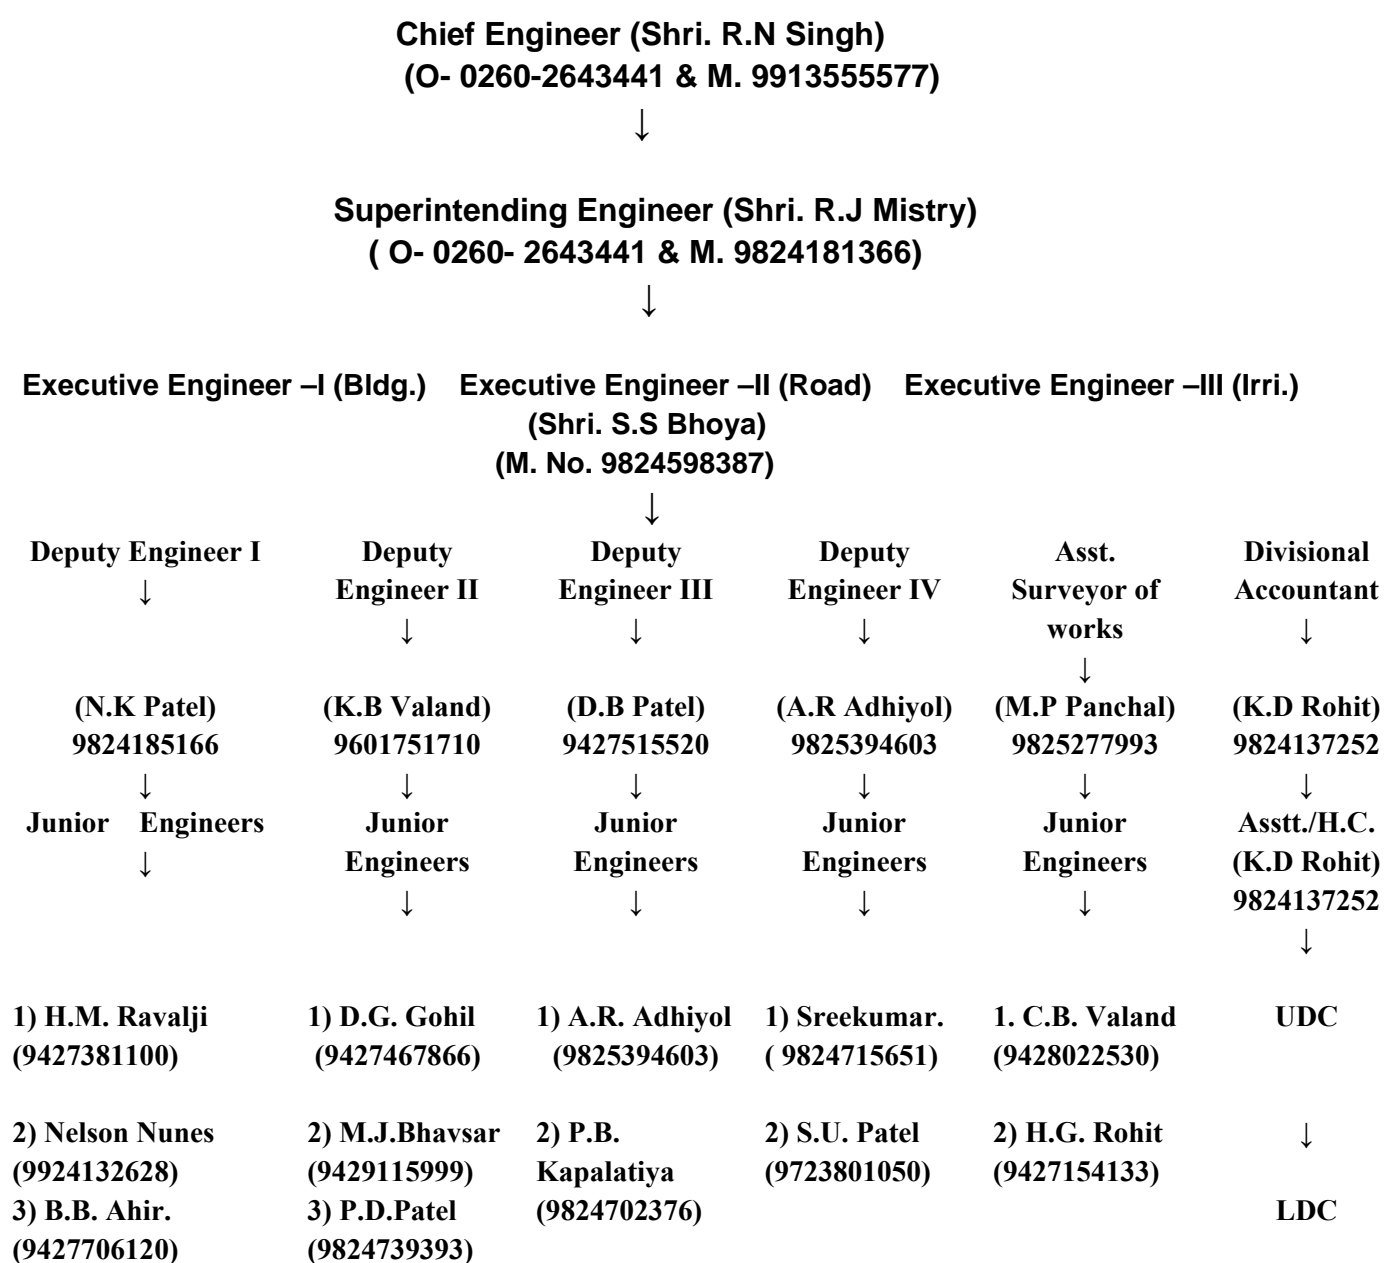 Chief Engineer (Shri. R.N Singh)
(O- 0260-2643441 & M. 9913555577)
↓
Superintending Engineer (Shri. R.J Mistry)
( O- 0260- 2643441 & M. 9824181366)
↓
Executive Engineer –I (Bldg.) Executive Engineer –II (Road) Executive Engineer –III (Irri.)
(Shri. S.S Bhoya)
(M. No. 9824598387)
↓
Deputy Engineer I Deputy Deputy Deputy Asst. Divisional
↓ Engineer II Engineer III Engineer IV Surveyor of Accountant
↓ ↓ ↓ works ↓
↓
(N.K Patel) (K.B Valand) (D.B Patel) (A.R Adhiyol) (M.P Panchal) (K.D Rohit)
9824185166 9601751710 9427515520 9825394603 9825277993 9824137252
↓ ↓ ↓ ↓ ↓ ↓
Junior Engineers Junior Junior Junior Junior Asstt./H.C.
↓ Engineers Engineers Engineers Engineers (K.D Rohit)
↓ ↓ ↓ ↓ 9824137252
↓
1) H.M. Ravalji 1) D.G. Gohil 1) A.R. Adhiyol 1) Sreekumar. 1. C.B. Valand UDC
(9427381100) (9427467866) (9825394603) ( 9824715651) (9428022530)
2) Nelson Nunes 2) M.J.Bhavsar 2) P.B. 2) S.U. Patel 2) H.G. Rohit ↓
(9924132628) (9429115999) Kapalatiya (9723801050) (9427154133)
3) B.B. Ahir. 3) P.D.Patel (9824702376) LDC
(9427706120) (9824739393)